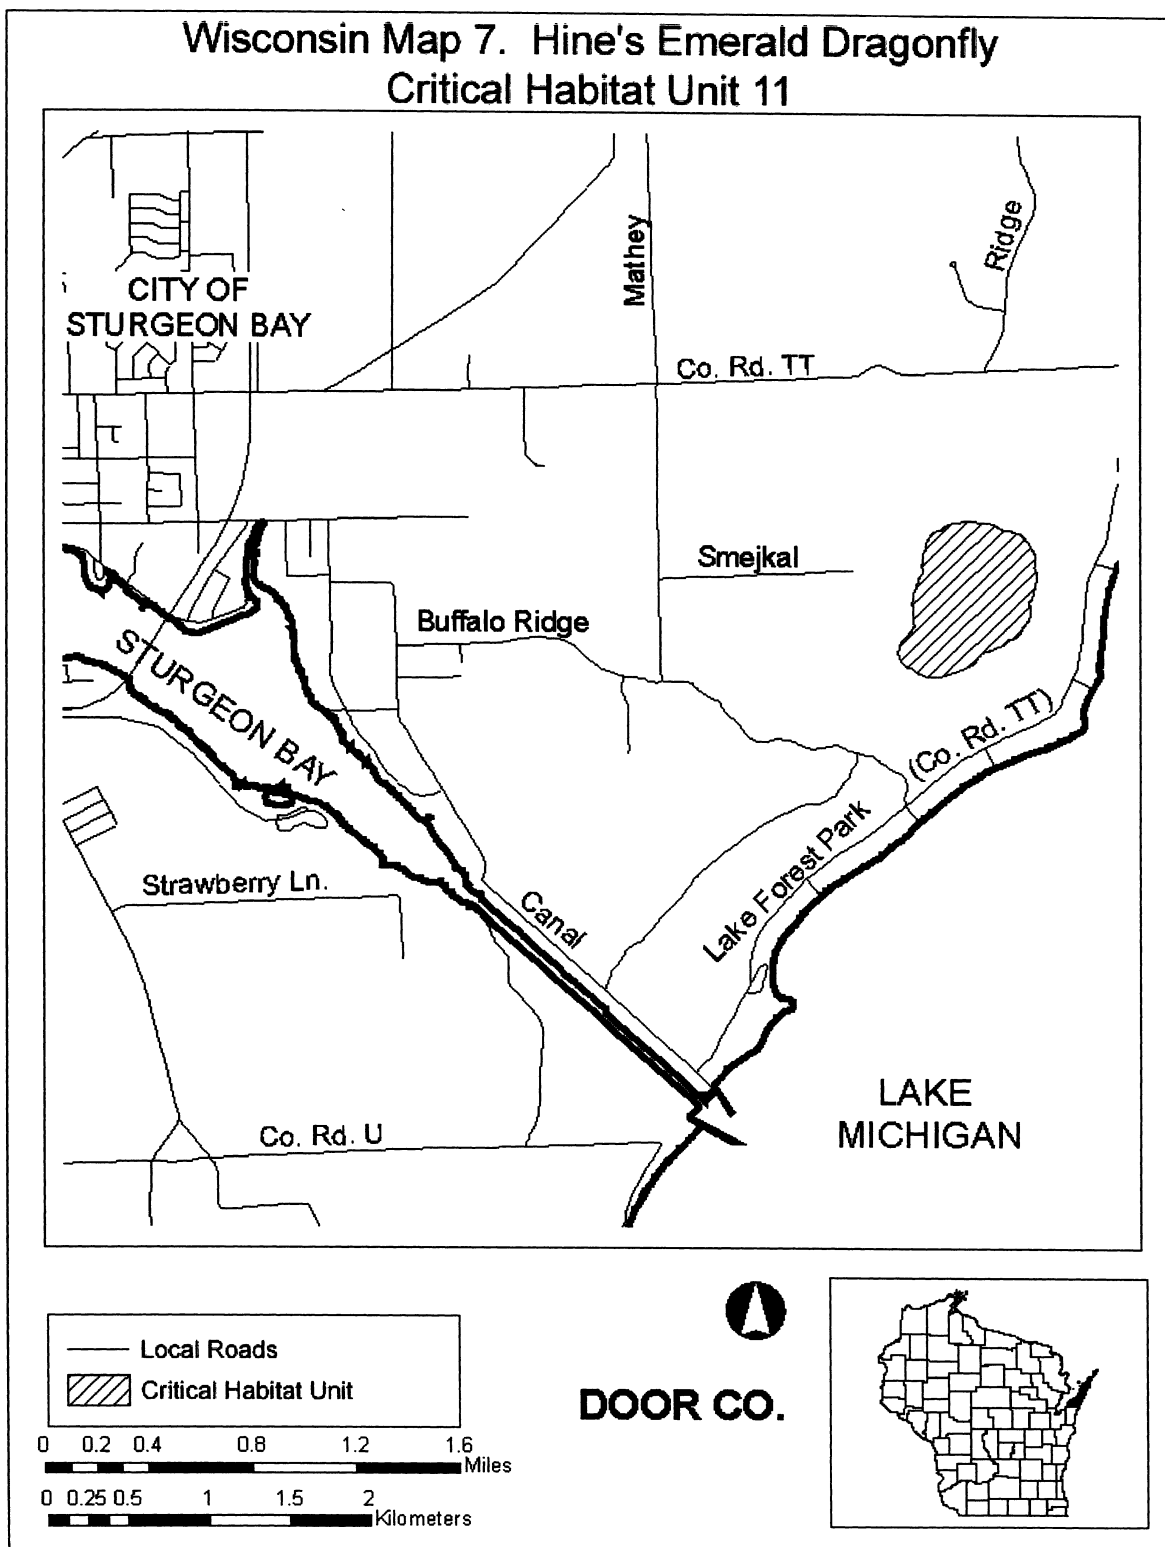 Wisconsin Map 7. Hine's Emerald Dragonfly
Critical Habitat Unit 11
Mathey
Ridge
CITY OF
STURGEON BAY
Co. Rd. TT
Smejkal
Buffalo Ridge
STURGEON BAY
(Co. Rd. TT)
Lake Forest Park
Strawberry Ln.
Canal
LAKE
MICHIGAN
Co. Rd. U
Local Roads
Critical Habitat Unit
DOOR CO.
0 0.2 0.4 0.8 1.2 1.6
Miles
0 0.25 0.5 1 1.5 2
Kilometers